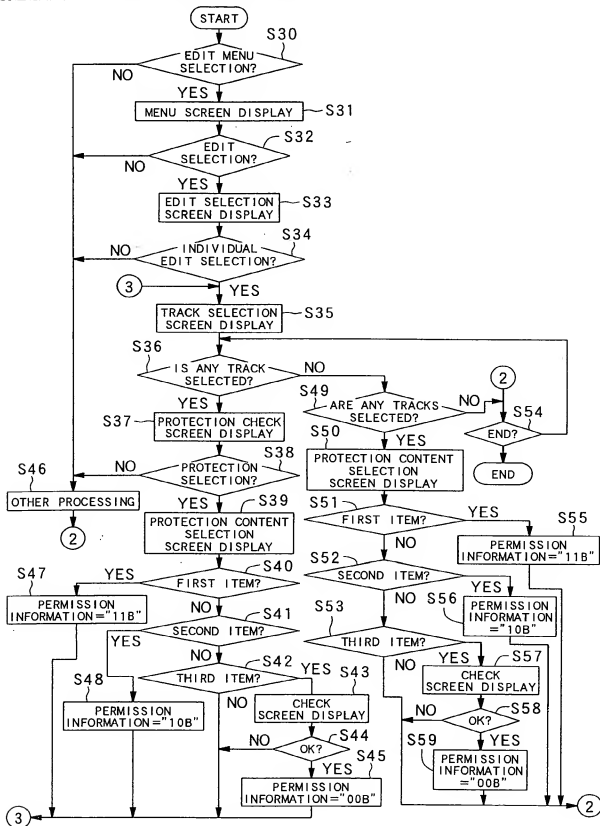 START
S30
EDIT MENU
SELECTION?
NO
YES
MENU SCREEN DISPLAY
S31
S32
EDIT
SELECTION?
NO
YES
EDIT SELECTION
SCREEN DISPLAY
S33
S34
INDIVIDUAL
EDIT SELECTION?
NO
3
YES
TRACK SELECTION
SCREEN DISPLAY
S35
S36
IS ANY TRACK
SELECTED?
NO
YES
S37
PROTECTION CHECK
SCREEN DISPLAY
S38
PROTECTION
SELECTION?
NO
YES
S46
OTHER PROCESSING
2
S39
PROTECTION CONTENT
SELECTION
SCREEN DISPLAY
S40
FIRST ITEM?
YES
NO
S47
PERMISSION
INFORMATION="11B"
S41
SECOND ITEM?
YES
NO
S48
PERMISSION
INFORMATION="10B"
S42
THIRD ITEM?
YES
NO
S43
CHECK
SCREEN DISPLAY
S44
OK?
NO
YES
S45
PERMISSION
INFORMATION="00B"
3
S49
ARE ANY TRACKS
SELECTED?
NO
YES
2
S54
END?
END
S50
PROTECTION CONTENT
SELECTION
SCREEN DISPLAY
S51
FIRST ITEM?
YES
NO
S55
PERMISSION
INFORMATION="11B"
S52
SECOND ITEM?
YES
NO
S56
PERMISSION
INFORMATION
="10B"
S53
THIRD ITEM?
YES
NO
S57
CHECK
SCREEN DISPLAY
S58
OK?
NO
YES
S59
PERMISSION
INFORMATION
="00B"
2